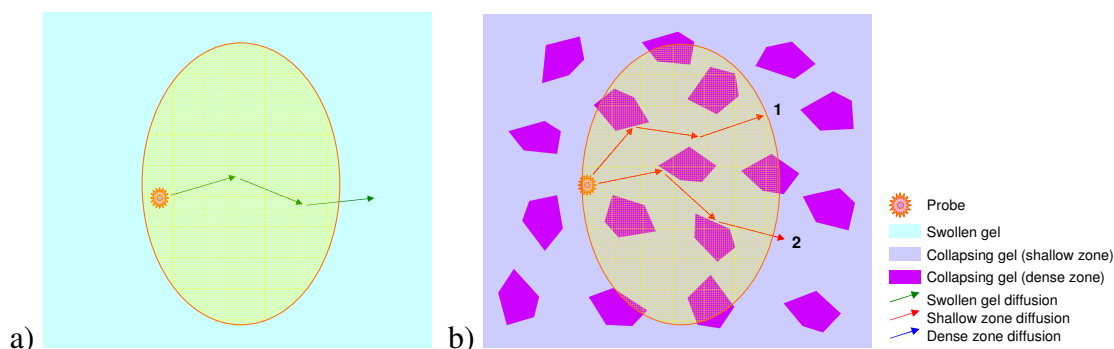 a)
b)
1
2
Probe
Swollen gel
Collapsing gel (shallow zone)
Collapsing gel (dense zone)
Swollen gel diffusion
Shallow zone diffusion
Dense zone diffusion